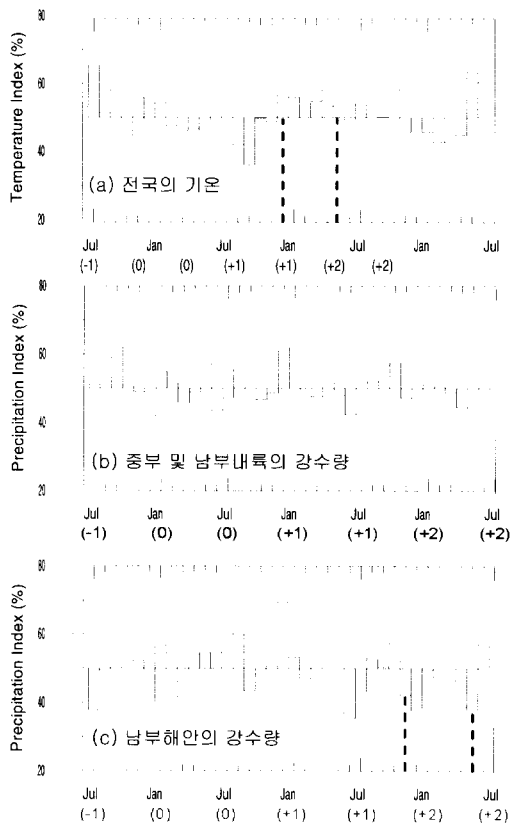 80
60
40
20
Temperature Index (%)
(a) 전국의 기온
Jul Jan Jul Jan Jul Jan Jul
(-1) (0) (0) (+1) (+1) (+2) (+2)
80
60
40
20
Precipitation Index (%)
(b) 중부 및 남부내륙의 강수량
Jul Jan Jul Jan Jul Jan Jul
(-1) (0) (0) (+1) (+1) (+2) (+2)
80
60
40
20
Precipitation Index (%)
(c) 남부해안의 강수량
Jul Jan Jul Jan Jul Jan Jul
(-1) (0) (0) (+1) (+1) (+2) (+2)